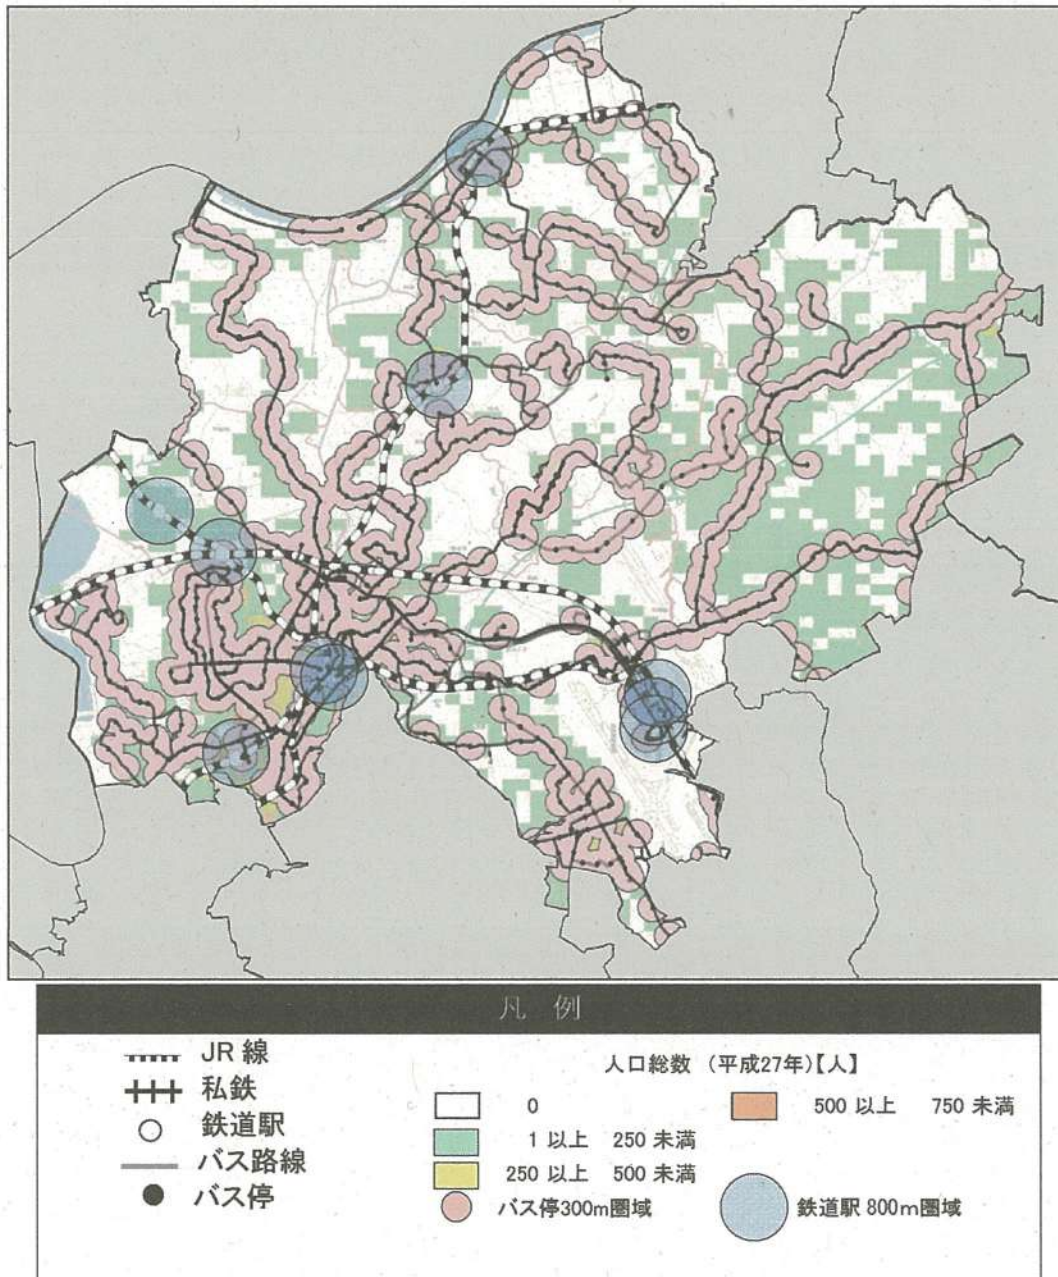 凡 例
JR 線
私鉄
鉄道駅
バス路線
バス停
人口総数 (平成27年)【人】
0
1 以上 250 未満
250 以上 500 未満
バス停300m圏域
500 以上 750 未満
鉄道駅 800m圏域